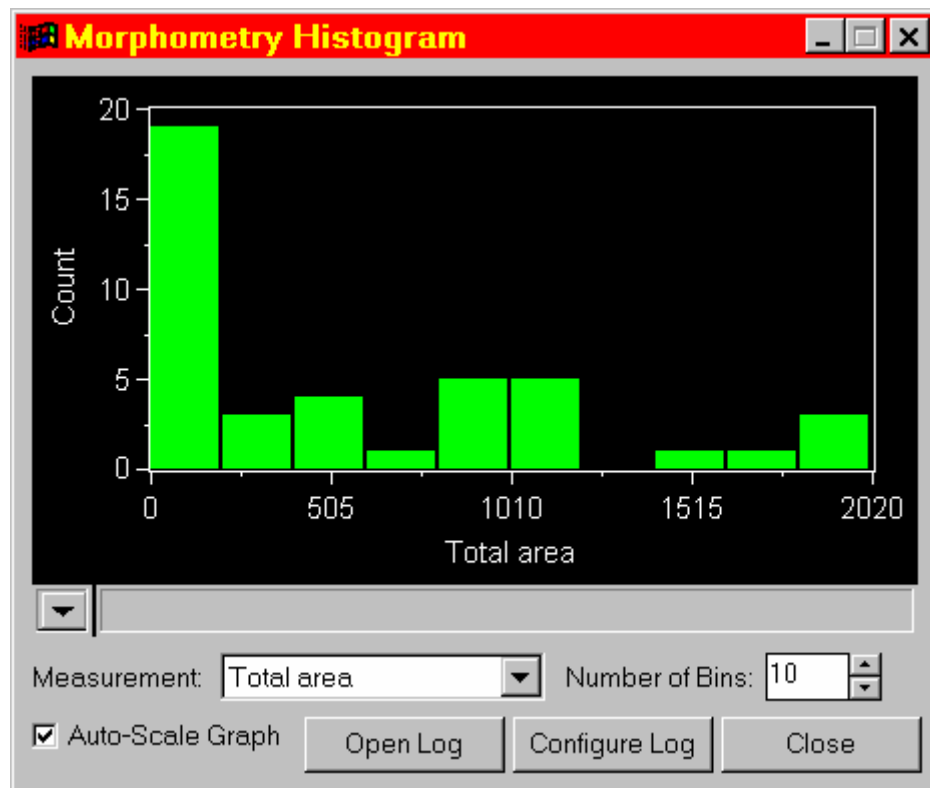 Morphometry Histogram
20
15
10
5
0
Count
0 505 1010 1515 2020
Total area
Measurement: Total area Number of Bins: 10
Auto-Scale Graph Open Log Configure Log Close